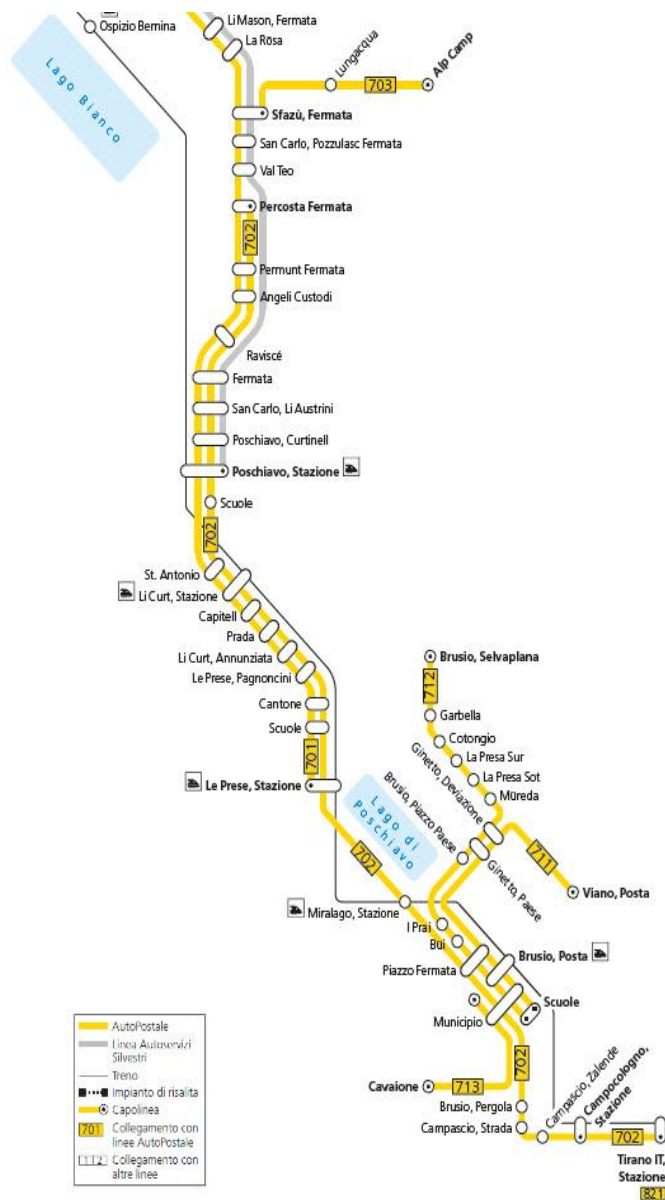 Ospizio Bernina
Li Mason, Fermata
La Rösa
Lago Bianco
Lungacqua
703
Alp Camp
Sfazù, Fermata
San Carlo, Pozzulasc Fermata
Val Teo
Percosta Fermata
702
Permunt Fermata
Angeli Custodi
Raviscé
Fermata
San Carlo, Li Austrini
Poschiavo, Curtinell
Poschiavo, Stazione
Scuole
702
St. Antonio
Li Curt, Stazione
Capitell
Prada
Li Curt, Annunziata
Le Prese, Pagnoncini
Cantone
Scuole
701
Le Prese, Stazione
Lago di
Poschiavo
702
Brusio, Selvaplana
712
Garbella
Cotongio
La Presa Sur
La Presa Sot
Müreda
Ginetto, Deviazione
Brusio, Piazzo Paese
Ginetto, Paese
711
Viano, Posta
Miralago, Stazione
I Prai
Bui
Piazzo Fermata
Brusio, Posta
Scuole
Municipio
702
Cavaione
713
Brusio, Pergola
Campascio, Strada
Campascio, Zalende
Campocologno,
Stazione
702
Tirano IT,
Stazione
821
AutoPostale
Linea Autoservizi
Silvestri
Treno
Impianto di risalita
Capolinea
701
Collegamento con
linee AutoPostale
112
Collegamento con
altre linee